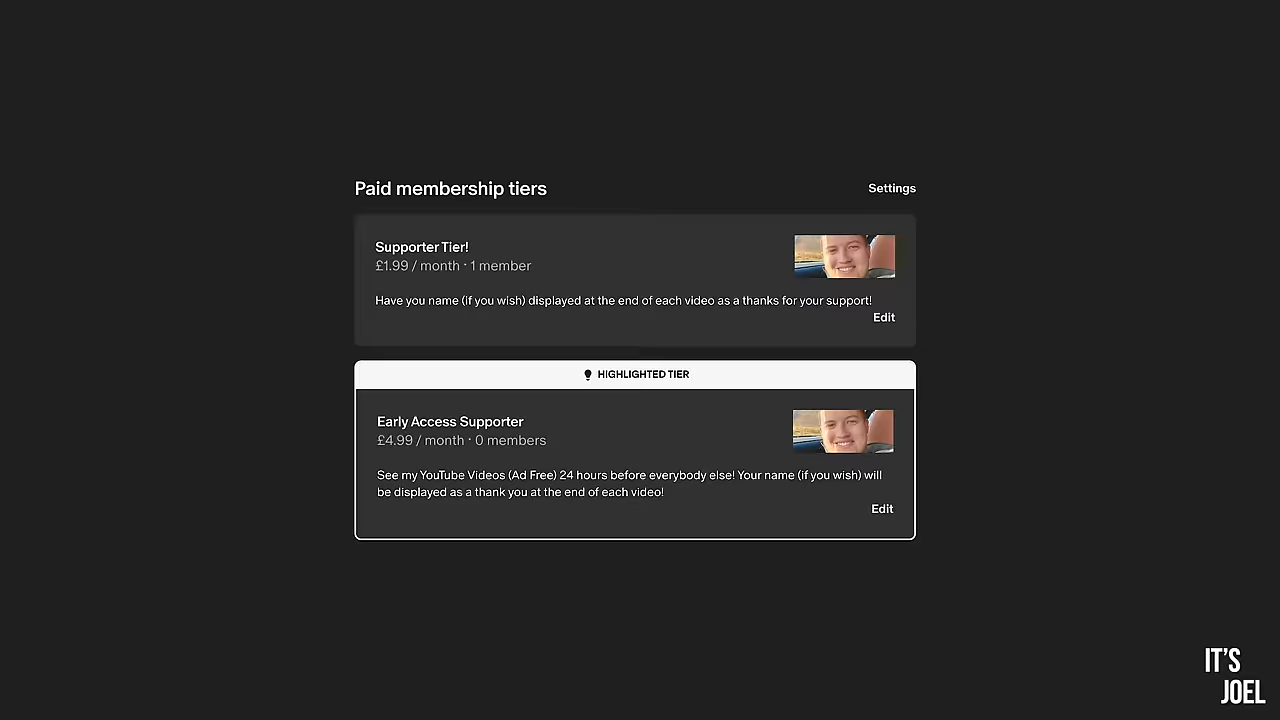 Paid membership tiers
Settings
Supporter Tier!
£1.99 / month · 1 member
Have you name (if you wish) displayed at the end of each video as a thanks for your support!
Edit
HIGHLIGHTED TIER
Early Access Supporter
£4.99 / month · 0 members
See my YouTube Videos (Ad Free) 24 hours before everybody else! Your name (if you wish) will
be displayed as a thank you at the end of each video!
Edit
IT'S
JOEL